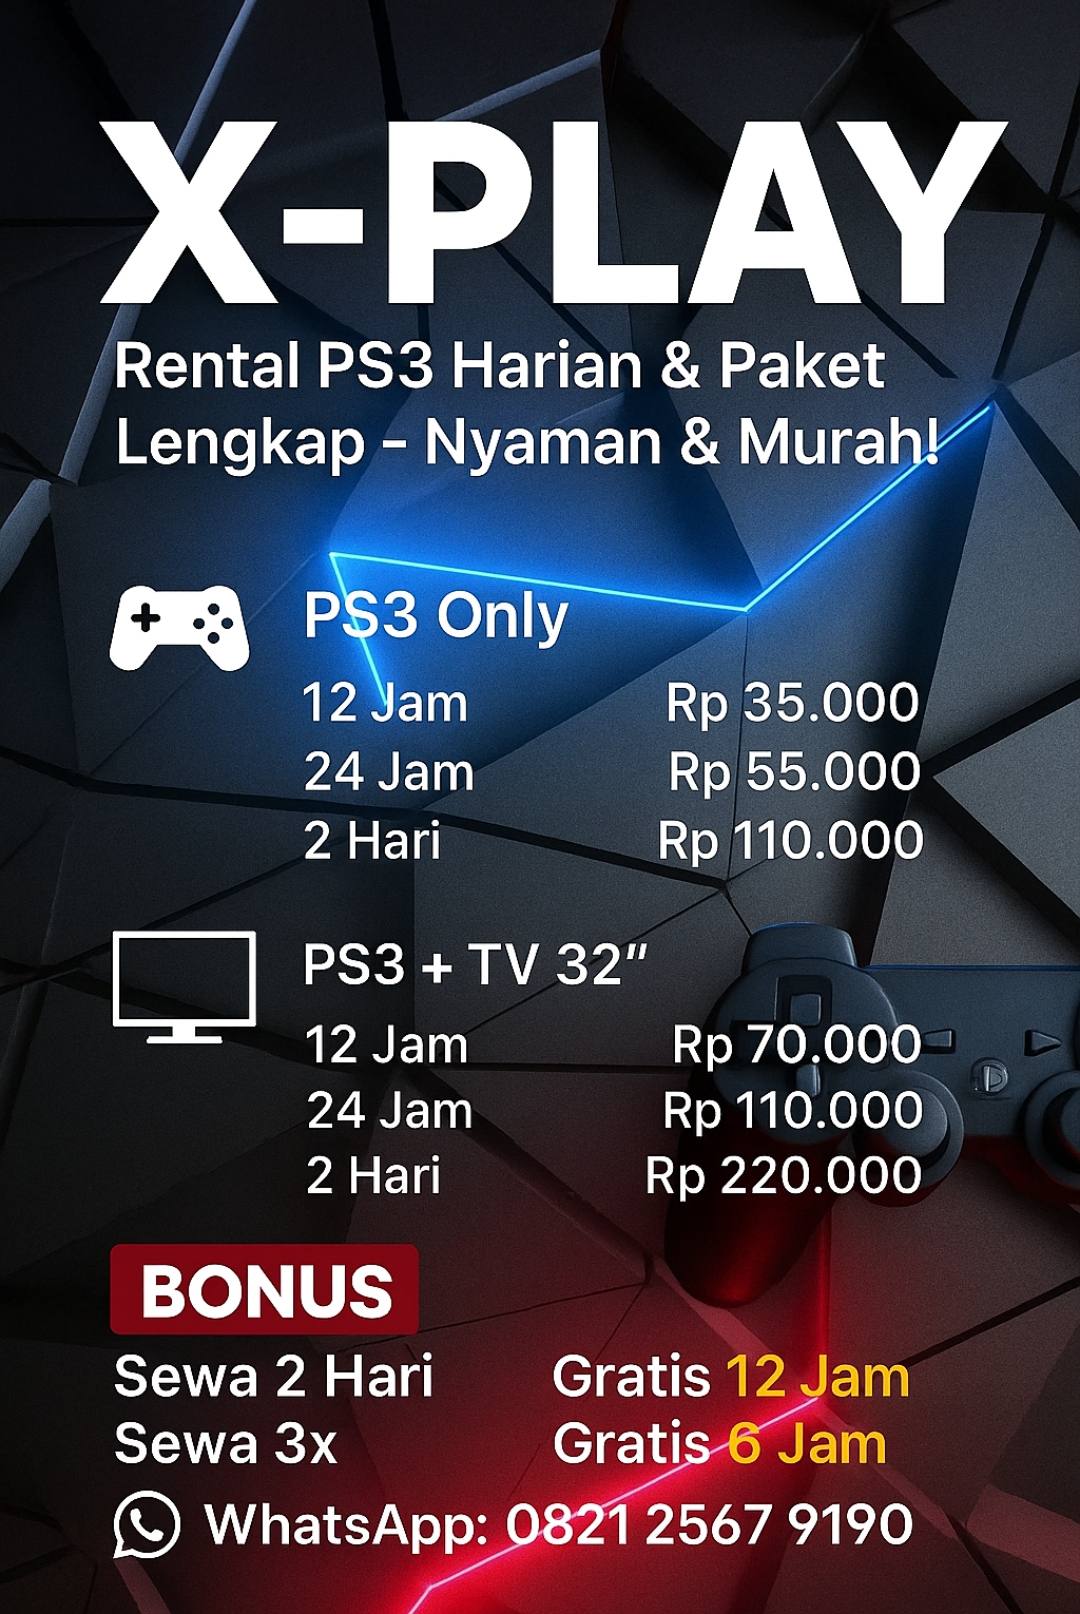 X-PLAY
Rental PS3 Harian & Paket
Lengkap - Nyaman & Murah!
PS3 Only
12 Jam Rp 35.000
24 Jam Rp 55.000
2 Hari Rp 110.000
PS3 + TV 32"
12 Jam Rp 70.000
24 Jam Rp 110.000
2 Hari Rp 220.000
BONUS
Sewa 2 Hari Gratis 12 Jam
Sewa 3x Gratis 6 Jam
WhatsApp: 0821 2567 9190